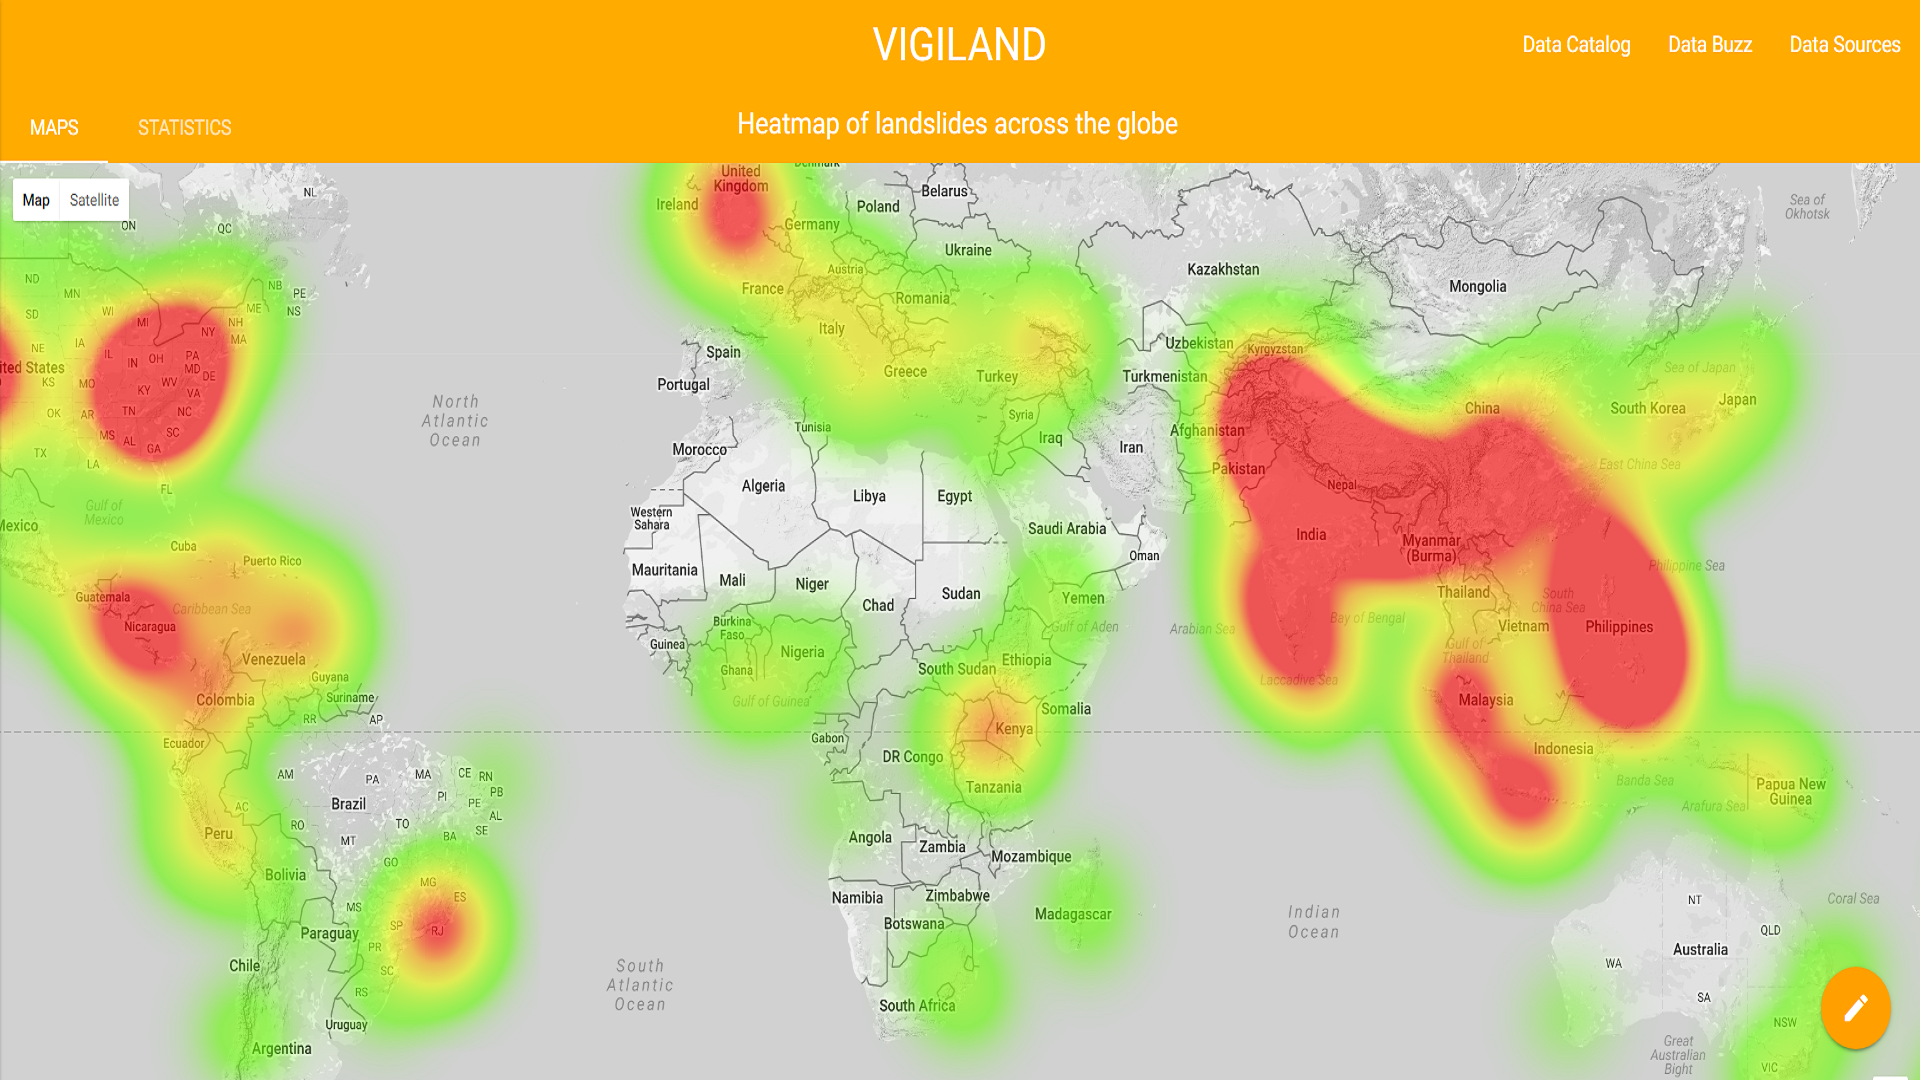 VIGILAND
Data Catalog
Data Buzz
Data Sources
MAPS
STATISTICS
Heatmap of landslides across the globe
Map
Satellite
United
Kingdom
Denmark
Belarus
NL
Ireland
Poland
Sea of
Okhotsk
ON
QC
Germany
Ukraine
Austria
Kazakhstan
ND
MN
NB
PE
ME
NS
France
Romania
Mongolia
SD
WI
MI
NH
NY
MA
Italy
NE
IA
IL
IN
OH
PA
MD
DE
ited States
KS
MO
KY
WV
VA
Spain
Portugal
Greece
Turkey
Uzbekistan
Kyrgyzstan
Turkmenistan
Sea of Japan
OK
AR
TN
NC
North
Atlantic
Ocean
MS
AL
GA
SC
Syria
Tunisia
Iraq
Iran
Afghanistan
China
South Korea
Japan
TX
LA
Morocco
Pakistan
East China Sea
FL
Algeria
Libya
Egypt
Nepal
Gulf of
Mexico
Mexico
Western
Sahara
Saudi Arabia
India
Myanmar
(Burma)
Cuba
Puerto Rico
Oman
Philippine Sea
Mauritania
Mali
Niger
Guatemala
Caribbean Sea
Chad
Sudan
Yemen
Thailand
South
China Sea
Nicaragua
Burkina
Faso
Gulf of Aden
Arabian Sea
Bay of Bengal
Vietnam
Philippines
Guinea
Nigeria
Gulf of
Thailand
Venezuela
Ghana
South Sudan
Ethiopia
Guyana
Laccadive Sea
Colombia
Suriname
Gulf of Guinea
Somalia
Malaysia
RR
AP
Kenya
Ecuador
Gabon
DR Congo
Indonesia
AM
PA
MA
CE
RN
PB
Tanzania
Banda Sea
Papua New
Guinea
AC
Brazil
PI
PE
AL
SE
Arafura Sea
Peru
RO
TO
BA
MT
Angola
Zambia
Mozambique
GO
Bolivia
MG
ES
Namibia
Zimbabwe
NT
Coral Sea
MS
SP
RJ
Botswana
Madagascar
Indian
Ocean
QLD
Paraguay
PR
Australia
Chile
SC
South
Atlantic
Ocean
WA
RS
South Africa
SA
Uruguay
NSW
Argentina
Great
Australian
Bight
VIC